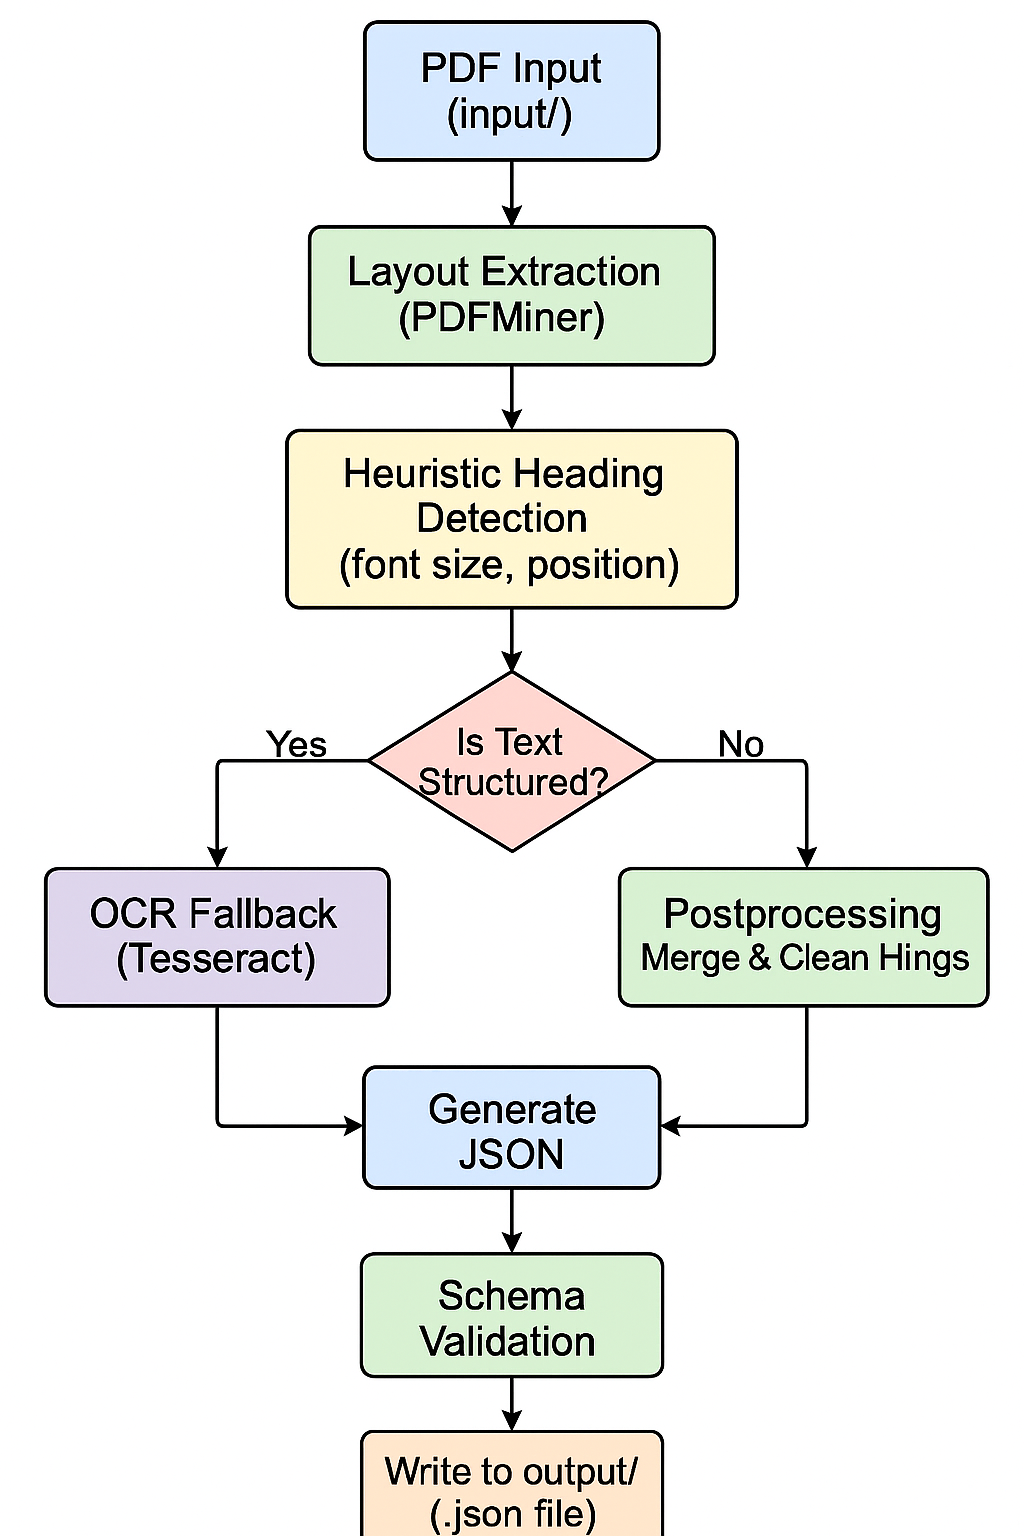 PDF Input
(input/)
Layout Extraction
(PDFMiner)
Heuristic Heading
Detection
(font size, position)
Is Text
Structured?
Yes
No
OCR Fallback
(Tesseract)
Postprocessing
Merge & Clean Hings
Generate
JSON
Schema
Validation
Write to output/
(.json file)